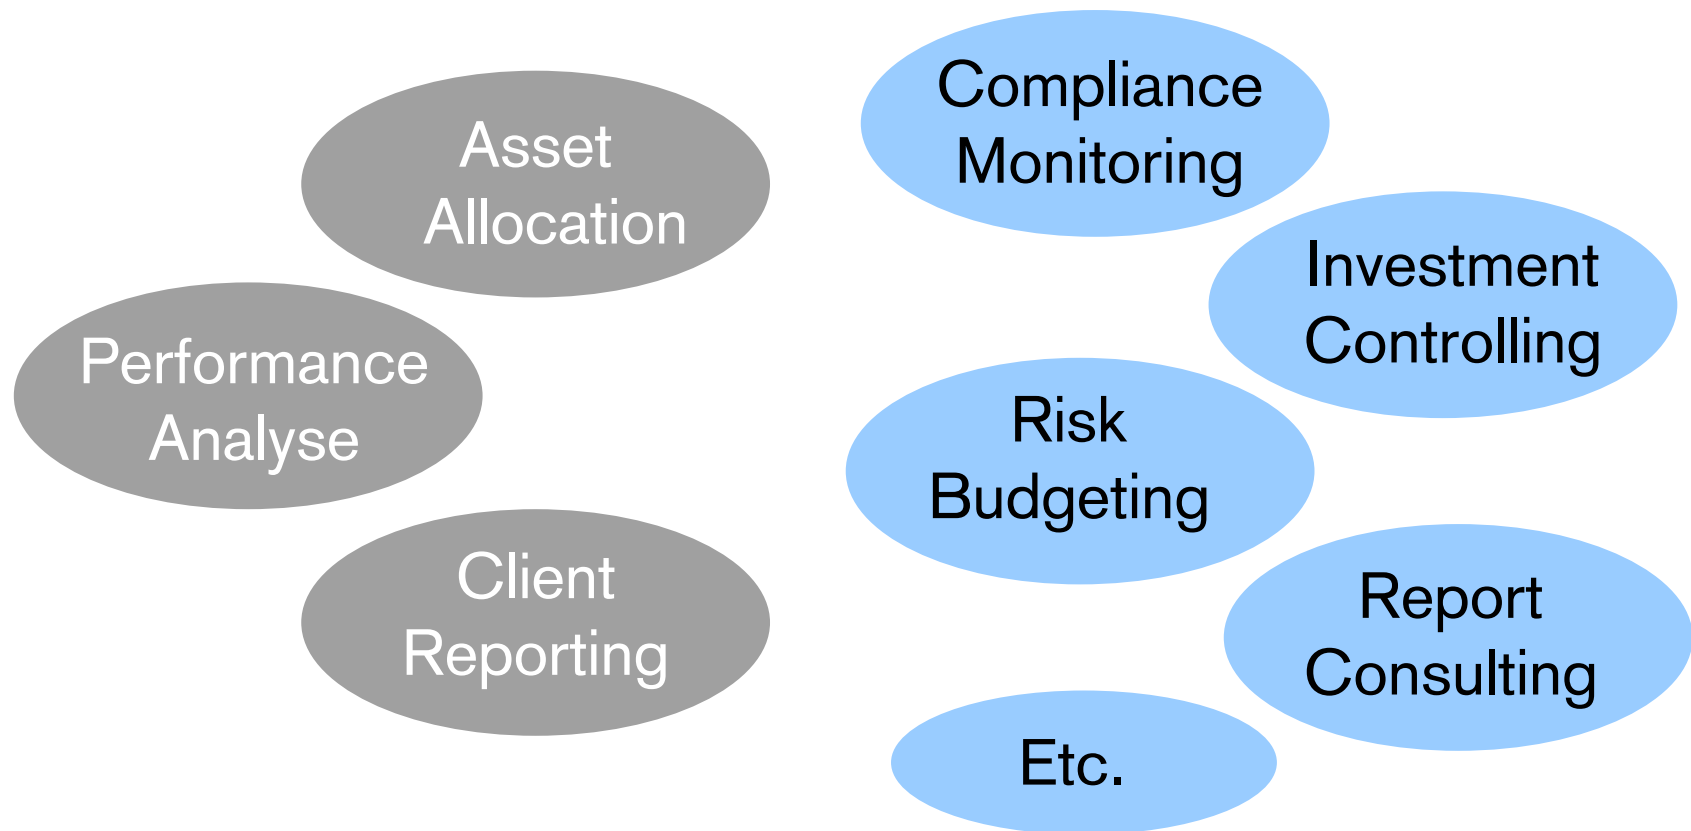 Asset
Allocation
Performance
Analyse
Client
Reporting
Compliance
Monitoring
Investment
Controlling
Risk
Budgeting
Report
Consulting
Etc.